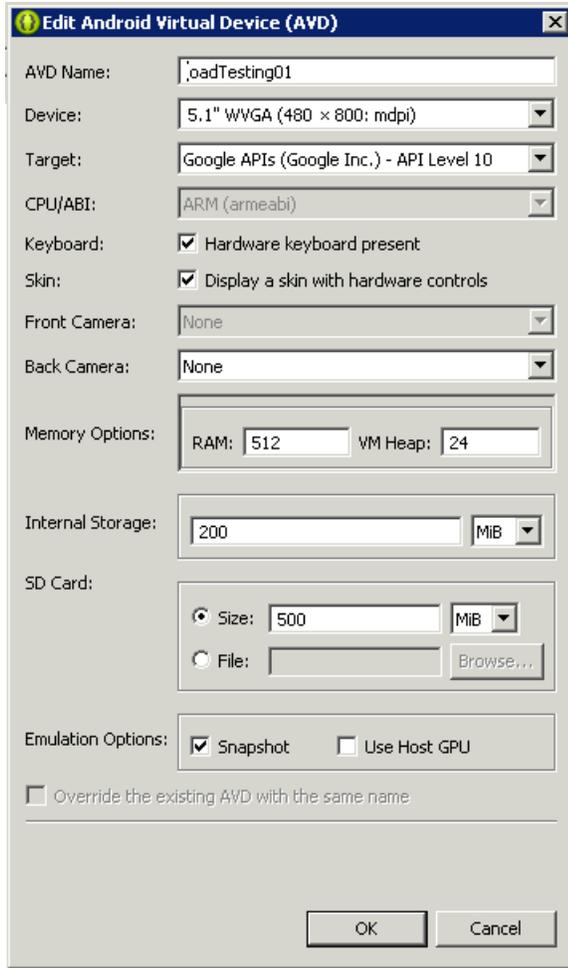 Edit Android Virtual Device (AVD)
AVD Name: oadTesting01
Device: 5.1" WVGA (480 × 800: mdpi)
Target: Google APIs (Google Inc.) - API Level 10
CPU/ABI: ARM (armeabi)
Keyboard: Hardware keyboard present
Skin: Display a skin with hardware controls
Front Camera: None
Back Camera: None
Memory Options: RAM: 512 VM Heap: 24
Internal Storage: 200 MiB
SD Card:
Size: 500 MiB
File: Browse...
Emulation Options: Snapshot Use Host GPU
Override the existing AVD with the same name
OK Cancel